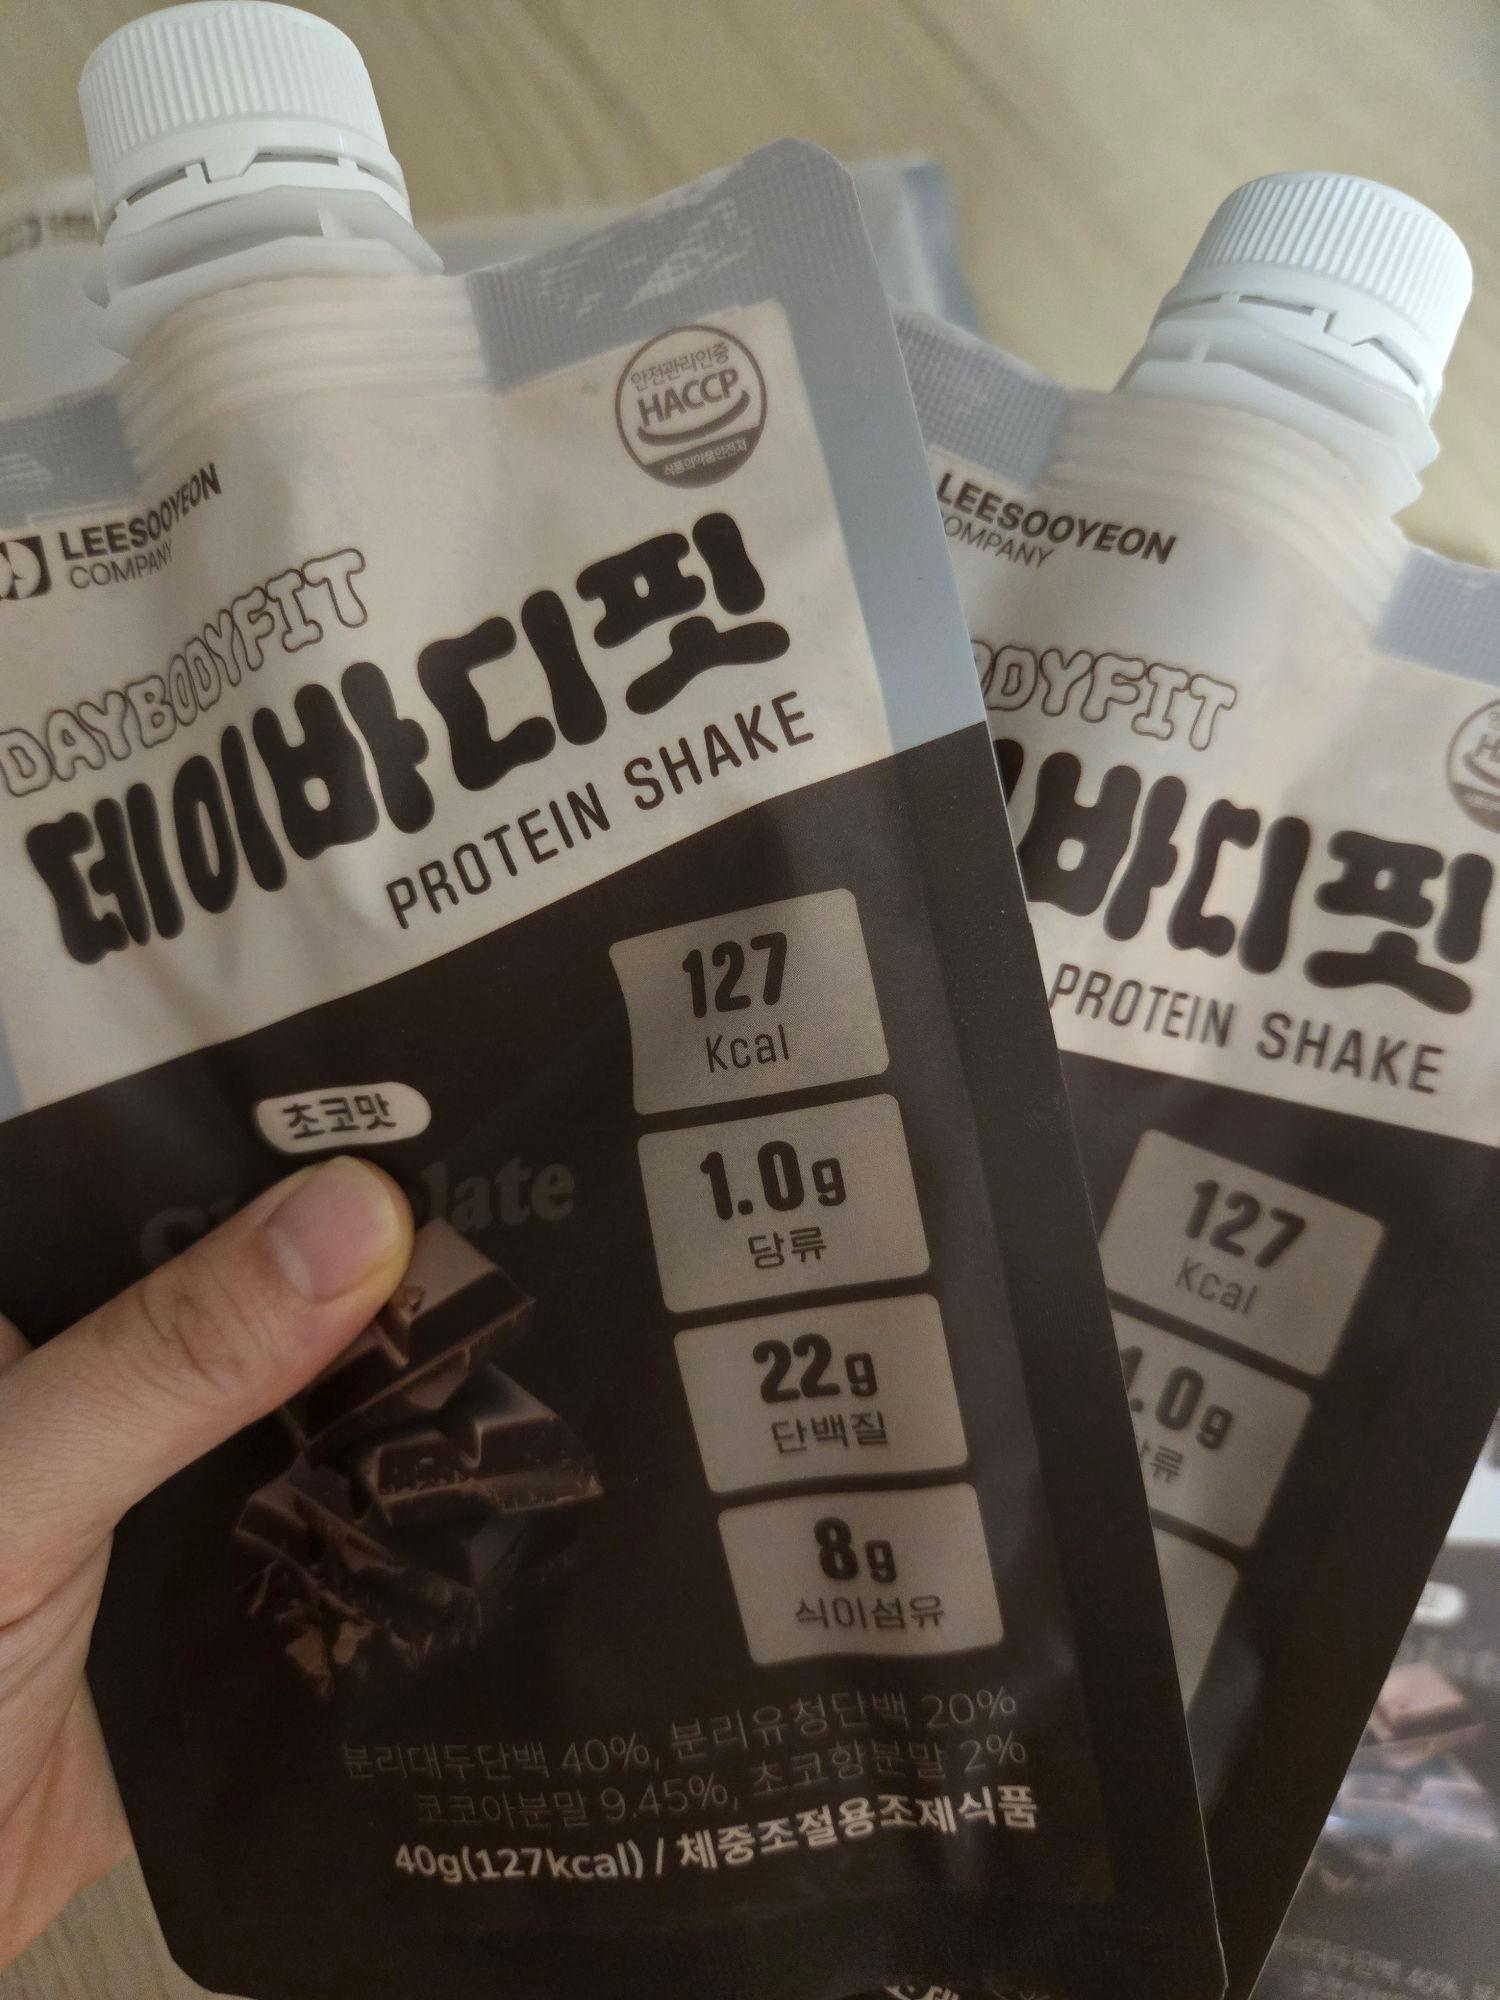 안전관리인증
HACCP
식품의약품안전처
LEESOOYEON
COMPANY
DAYBODYFIT
데이바디핏
PROTEIN SHAKE
127
Kcal
초코맛
1.0g
당류
22g
단백질
8g
식이섬유
분리대두단백 40%, 분리유청단백 20%
코코아분말 9.45%, 초코향분말 2%
40g(127kcal) / 체중조절용조제식품
LEESOOYEON
COMPANY
바디핏
PROTEIN SHAKE
127
Kcal
1.0g